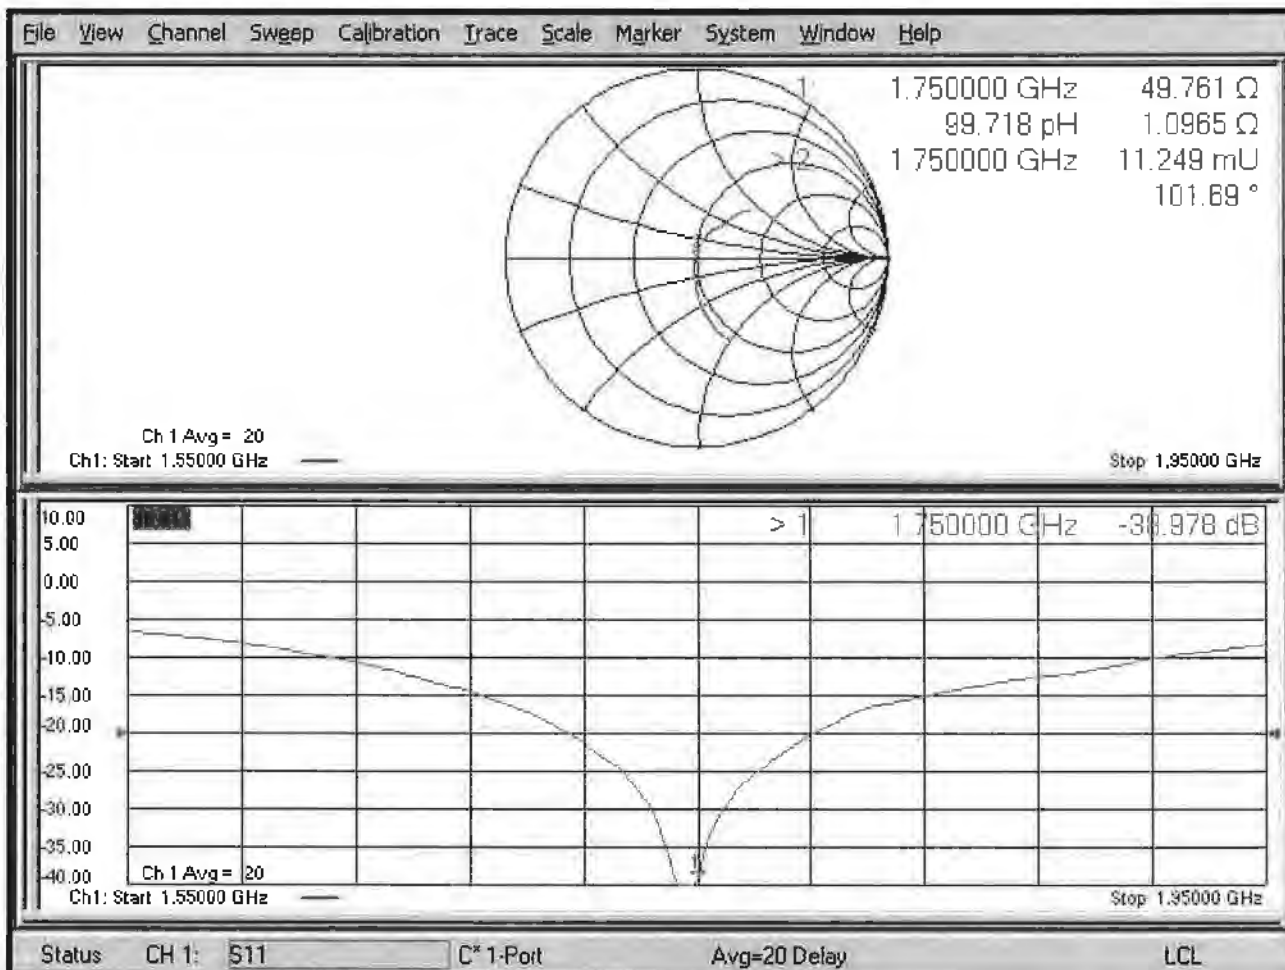 File View Channel Sweep Calibration Trace Scale Marker System Window Help
1 1.750000 GHz 49.761 Ω
99.718 pH 1.0965 Ω
> 2 1.750000 GHz 11.249 mU
101.69 °
Ch 1 Avg = 20
Ch1: Start 1.55000 GHz Stop 1.95000 GHz
10.00 > 1 1.750000 GHz -38.978 dB
5.00
0.00
-5.00
-10.00
-15.00
-20.00
-25.00
-30.00
-35.00
-40.00 Ch 1 Avg = 20 1
Ch1: Start 1.55000 GHz Stop 1.95000 GHz
Status CH 1: S11 C* 1-Port Avg=20 Delay LCL